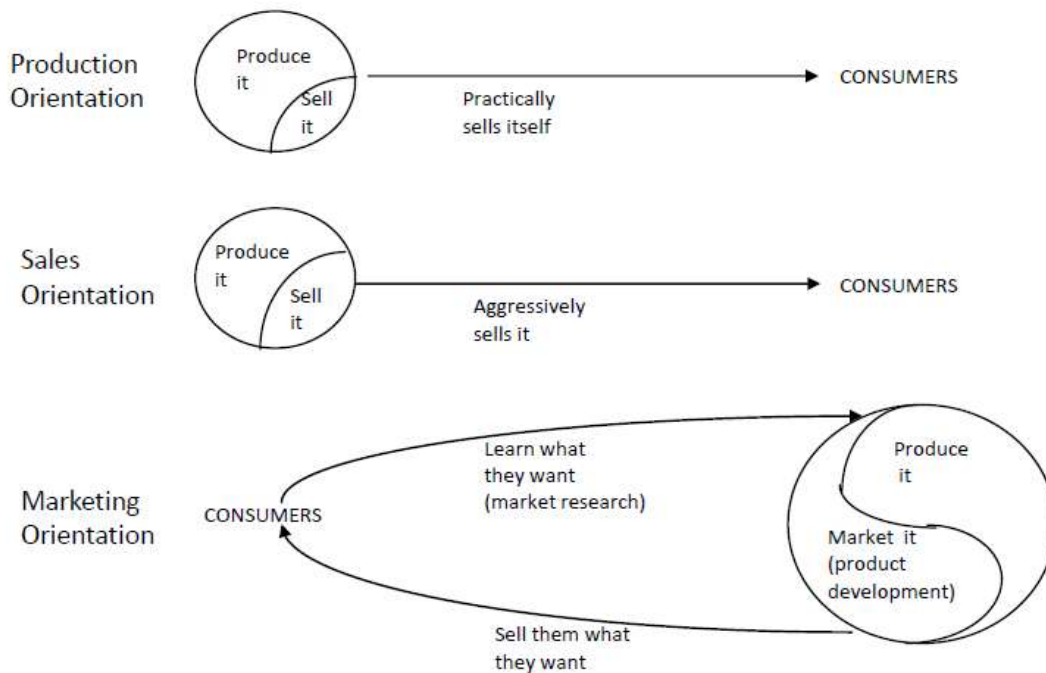 Production
Orientation
Produce
it
Sell
it
Practically
sells itself
CONSUMERS
Sales
Orientation
Produce
it
Sell
it
Aggressively
sells it
CONSUMERS
Marketing
Orientation
CONSUMERS
Learn what
they want
(market research)
Sell them what
they want
Produce
it
Market it
(product
development)